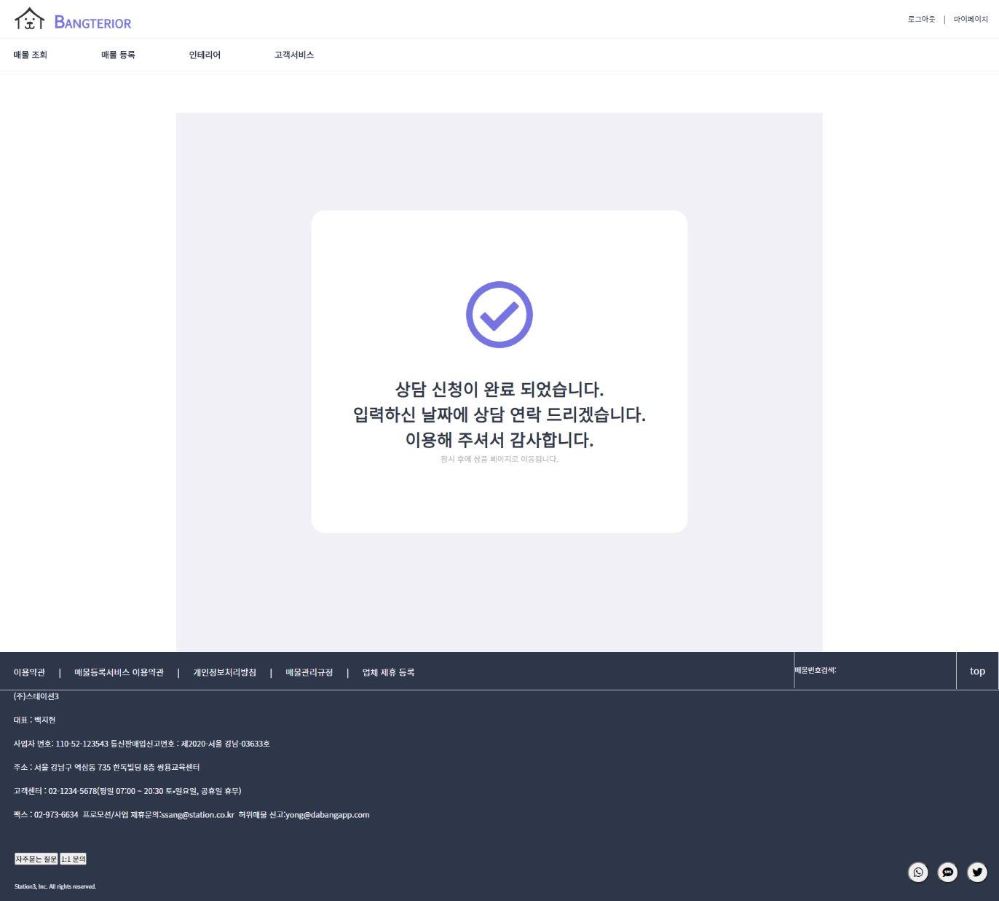 BANGTERIOR
로그아웃 | 마이페이지
매물 조회 매물 등록 인테리어 고객서비스
상담 신청이 완료 되었습니다.
입력하신 날짜에 상담 연락 드리겠습니다.
이용해 주셔서 감사합니다.
잠시 후에 상품 페이지로 이동됩니다.
이용약관 | 매물등록서비스 이용약관 | 개인정보처리방침 | 매물관리규정 | 업체 제휴 등록
매물번호검색:
top
(주)스테이션3
대표 : 백지현
사업자 번호: 110-52-123543 통신판매업신고번호 : 제2020-서울 강남-03633호
주소 : 서울 강남구 역삼동 735 한독빌딩 8층 쌍용교육센터
고객센터 : 02-1234-5678(평일 07:00 ~ 20:30 토•일요일, 공휴일 휴무)
팩스 : 02-973-6634 프로모션/사업 제휴문의:ssang@station.co.kr 허위매물 신고:yong@dabangapp.com
자주묻는 질문 1:1 문의
SMS
Station3, Inc. All rights reserved.